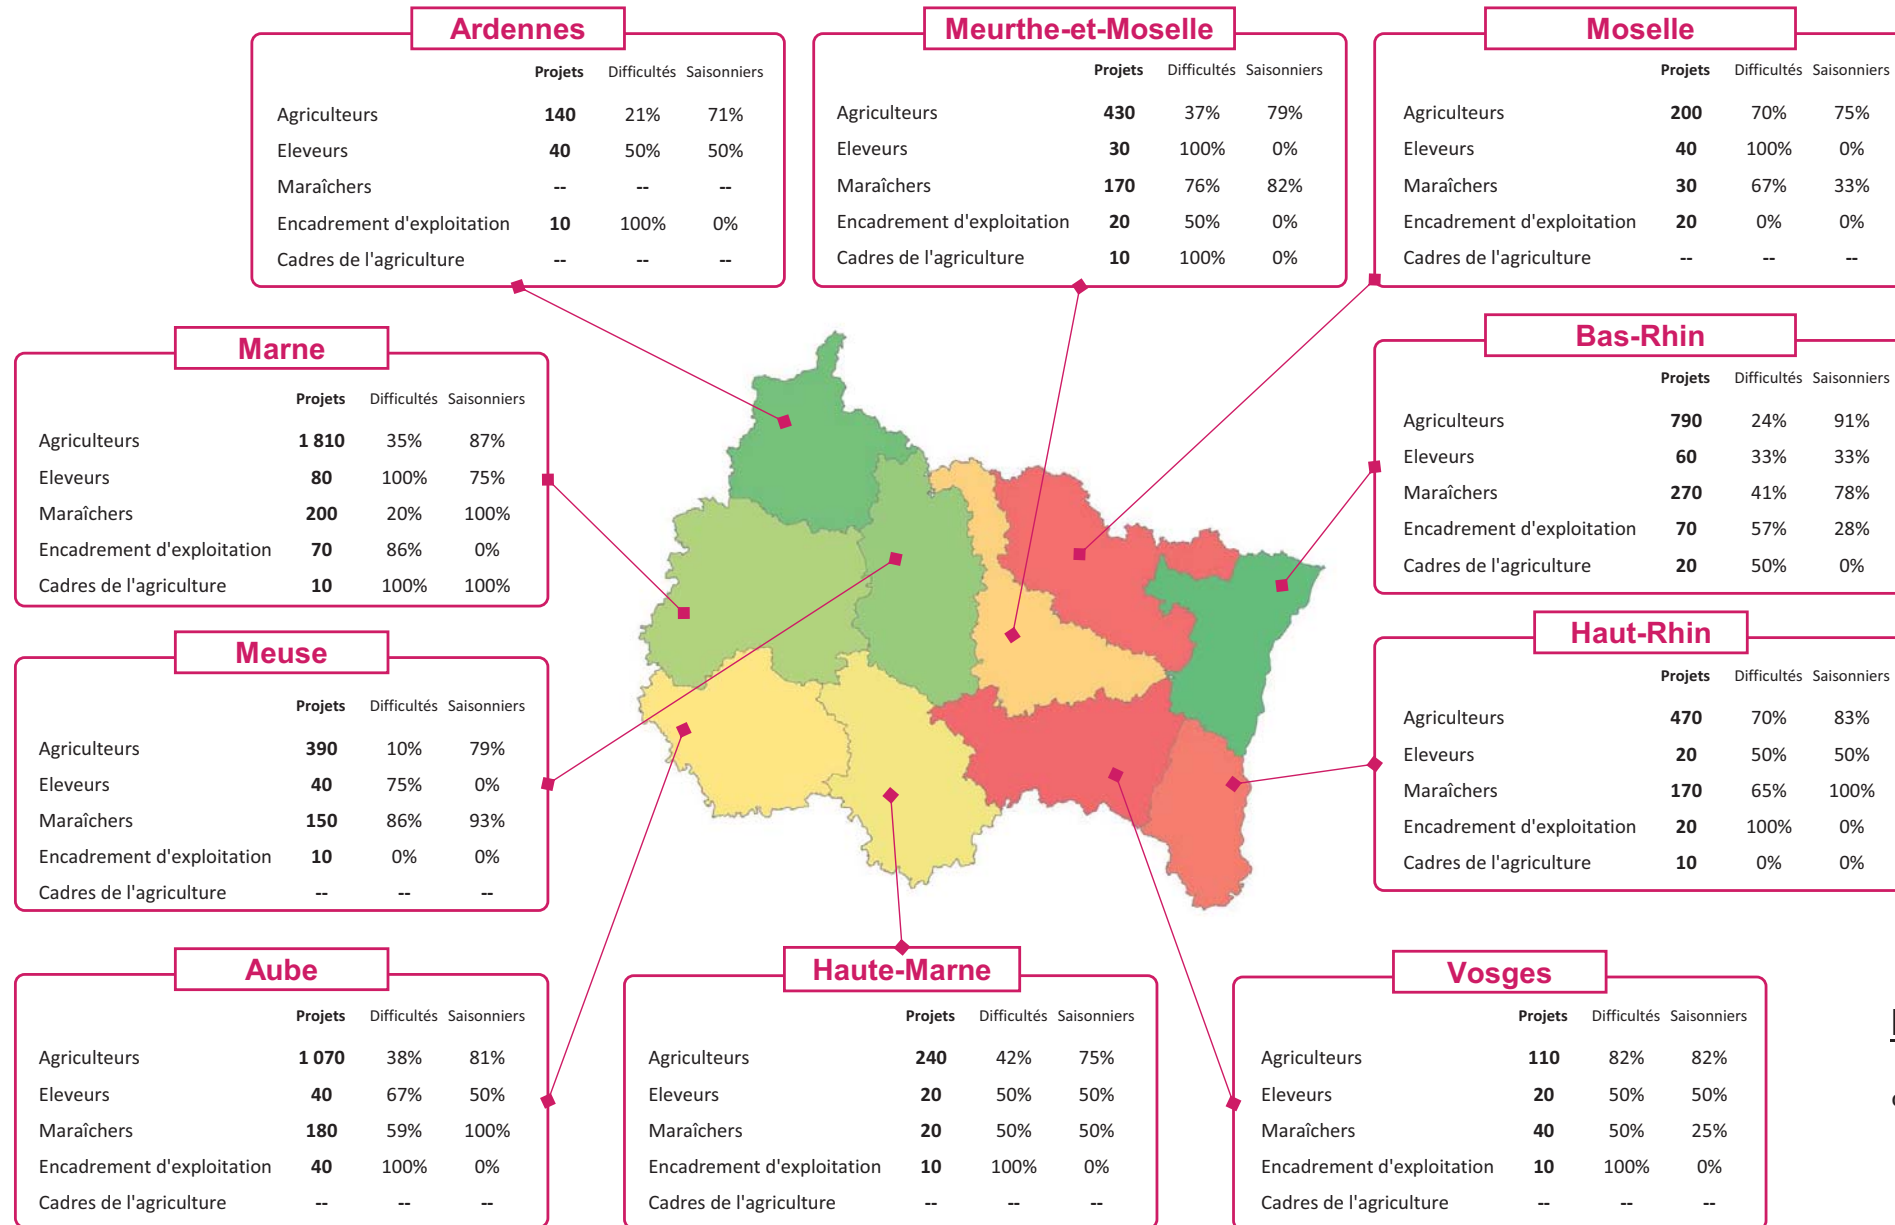 Ardennes
Projets Difficultés Saisonniers
Agriculteurs 140 21% 71%
Eleveurs 40 50% 50%
Maraîchers -- -- --
Encadrement d'exploitation 10 100% 0%
Cadres de l'agriculture -- -- --
Meurthe-et-Moselle
Projets Difficultés Saisonniers
Agriculteurs 430 37% 79%
Eleveurs 30 100% 0%
Maraîchers 170 76% 82%
Encadrement d'exploitation 20 50% 0%
Cadres de l'agriculture 10 100% 0%
Moselle
Projets Difficultés Saisonniers
Agriculteurs 200 70% 75%
Eleveurs 40 100% 0%
Maraîchers 30 67% 33%
Encadrement d'exploitation 20 0% 0%
Cadres de l'agriculture -- -- --
Marne
Projets Difficultés Saisonniers
Agriculteurs 1 810 35% 87%
Eleveurs 80 100% 75%
Maraîchers 200 20% 100%
Encadrement d'exploitation 70 86% 0%
Cadres de l'agriculture 10 100% 100%
Bas-Rhin
Projets Difficultés Saisonniers
Agriculteurs 790 24% 91%
Eleveurs 60 33% 33%
Maraîchers 270 41% 78%
Encadrement d'exploitation 70 57% 28%
Cadres de l'agriculture 20 50% 0%
Meuse
Projets Difficultés Saisonniers
Agriculteurs 390 10% 79%
Eleveurs 40 75% 0%
Maraîchers 150 86% 93%
Encadrement d'exploitation 10 0% 0%
Cadres de l'agriculture -- -- --
Haut-Rhin
Projets Difficultés Saisonniers
Agriculteurs 470 70% 83%
Eleveurs 20 50% 50%
Maraîchers 170 65% 100%
Encadrement d'exploitation 20 100% 0%
Cadres de l'agriculture 10 0% 0%
Aube
Projets Difficultés Saisonniers
Agriculteurs 1 070 38% 81%
Eleveurs 40 67% 50%
Maraîchers 180 59% 100%
Encadrement d'exploitation 40 100% 0%
Cadres de l'agriculture -- -- --
Haute-Marne
Projets Difficultés Saisonniers
Agriculteurs 240 42% 75%
Eleveurs 20 50% 50%
Maraîchers 20 50% 50%
Encadrement d'exploitation 10 100% 0%
Cadres de l'agriculture -- -- --
Vosges
Projets Difficultés Saisonniers
Agriculteurs 110 82% 82%
Eleveurs 20 50% 50%
Maraîchers 40 50% 25%
Encadrement d'exploitation 10 100% 0%
Cadres de l'agriculture -- -- --